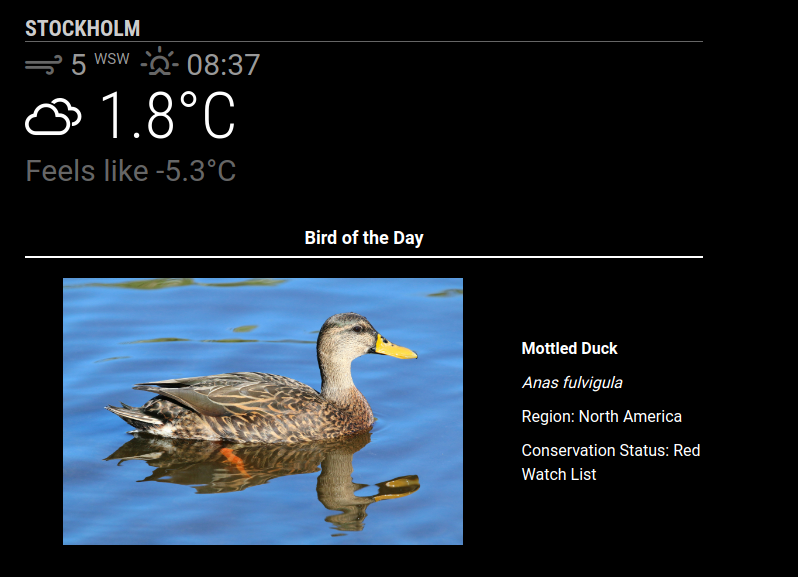 STOCKHOLM
5 WSW 08:37
1.8°C
Feels like -5.3°C
Bird of the Day
Mottled Duck
Anas fulvigula
Region: North America
Conservation Status: Red
Watch List